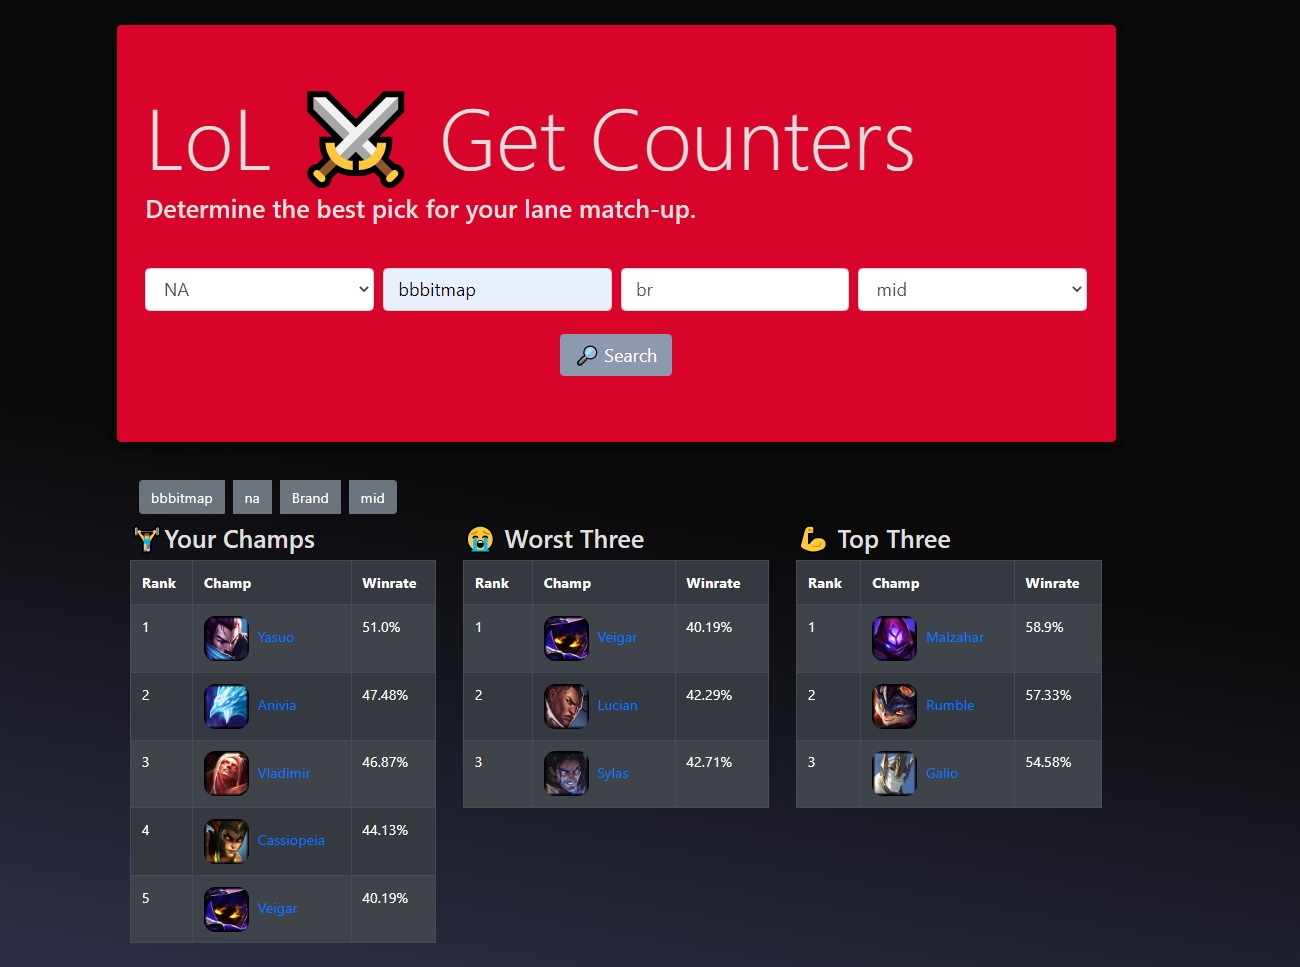 LoL ⚔ Get Counters
Determine the best pick for your lane match-up.
NA bbbitmap br mid
🔎 Search
bbbitmap na Brand mid
🏋 Your Champs
Rank Champ Winrate
1 Yasuo 51.0%
2 Anivia 47.48%
3 Vladimir 46.87%
4 Cassiopeia 44.13%
5 Veigar 40.19%
😭 Worst Three
Rank Champ Winrate
1 Veigar 40.19%
2 Lucian 42.29%
3 Sylas 42.71%
💪 Top Three
Rank Champ Winrate
1 Malzahar 58.9%
2 Rumble 57.33%
3 Galio 54.58%